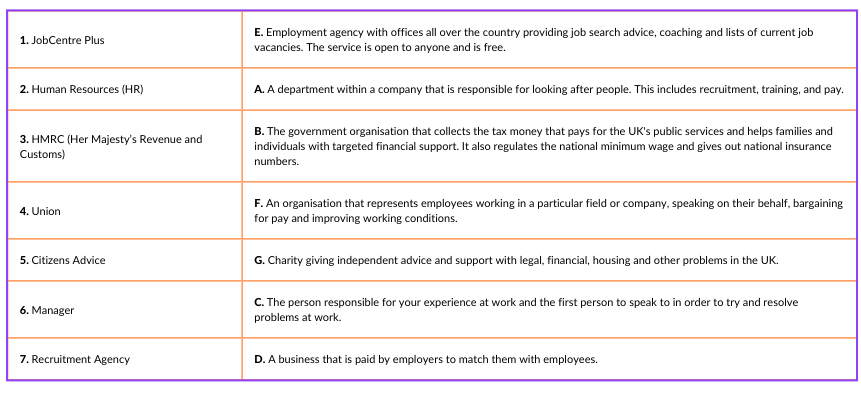 1. JobCentre Plus
E. Employment agency with offices all over the country providing job search advice, coaching and lists of current job
vacancies. The service is open to anyone and is free.
2. Human Resources (HR)
A. A department within a company that is responsible for looking after people. This includes recruitment, training, and pay.
3. HMRC (Her Majesty's Revenue and
Customs)
B. The government organisation that collects the tax money that pays for the UK's public services and helps families and
individuals with targeted financial support. It also regulates the national minimum wage and gives out national insurance
numbers.
4. Union
F. An organisation that represents employees working in a particular field or company, speaking on their behalf, bargaining
for pay and improving working conditions.
5. Citizens Advice
G. Charity giving independent advice and support with legal, financial, housing and other problems in the UK.
6. Manager
C. The person responsible for your experience at work and the first person to speak to in order to try and resolve
problems at work.
7. Recruitment Agency
D. A business that is paid by employers to match them with employees.